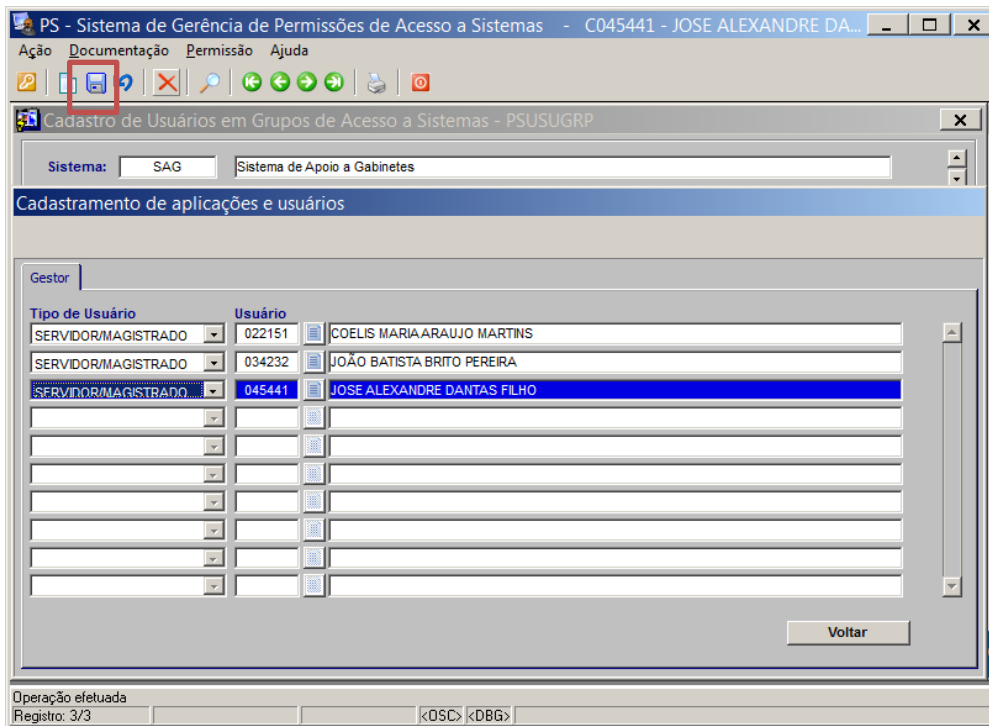 PS - Sistema de Gerência de Permissões de Acesso a Sistemas - C045441 - JOSE ALEXANDRE DA...
Ação Documentação Permissão Ajuda
Cadastro de Usuários em Grupos de Acesso a Sistemas - PSUSUGRP
Sistema: SAG Sistema de Apoio a Gabinetes
Cadastramento de aplicações e usuários
Gestor
Tipo de Usuário Usuário
SERVIDOR/MAGISTRADO 022151 COELIS MARIA ARAUJO MARTINS
SERVIDOR/MAGISTRADO 034232 JOÃO BATISTA BRITO PEREIRA
SERVIDOR/MAGISTRADO 045441 JOSE ALEXANDRE DANTAS FILHO
Voltar
Operação efetuada
Registro: 3/3 <OSC> <DBG>